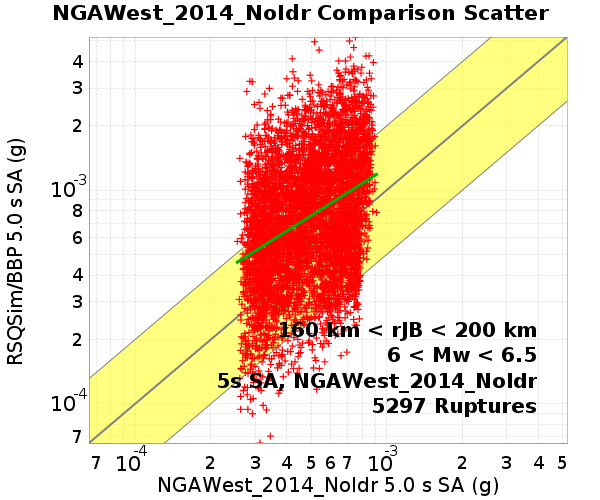 NGAWest_2014_NoIdr Comparison Scatter
RSQSim/BBP 5.0 s SA (g)
4
3
2
10⁻³
8
6
4
3
2
10⁻⁴
7
160 km < rJB < 200 km
6 < Mw < 6.5
5s SA, NGAWest_2014_NoIdr
5297 Ruptures
7 10⁻⁴ 2 3 4 5 6 7 10⁻³ 2 3 4 5
NGAWest_2014_NoIdr 5.0 s SA (g)